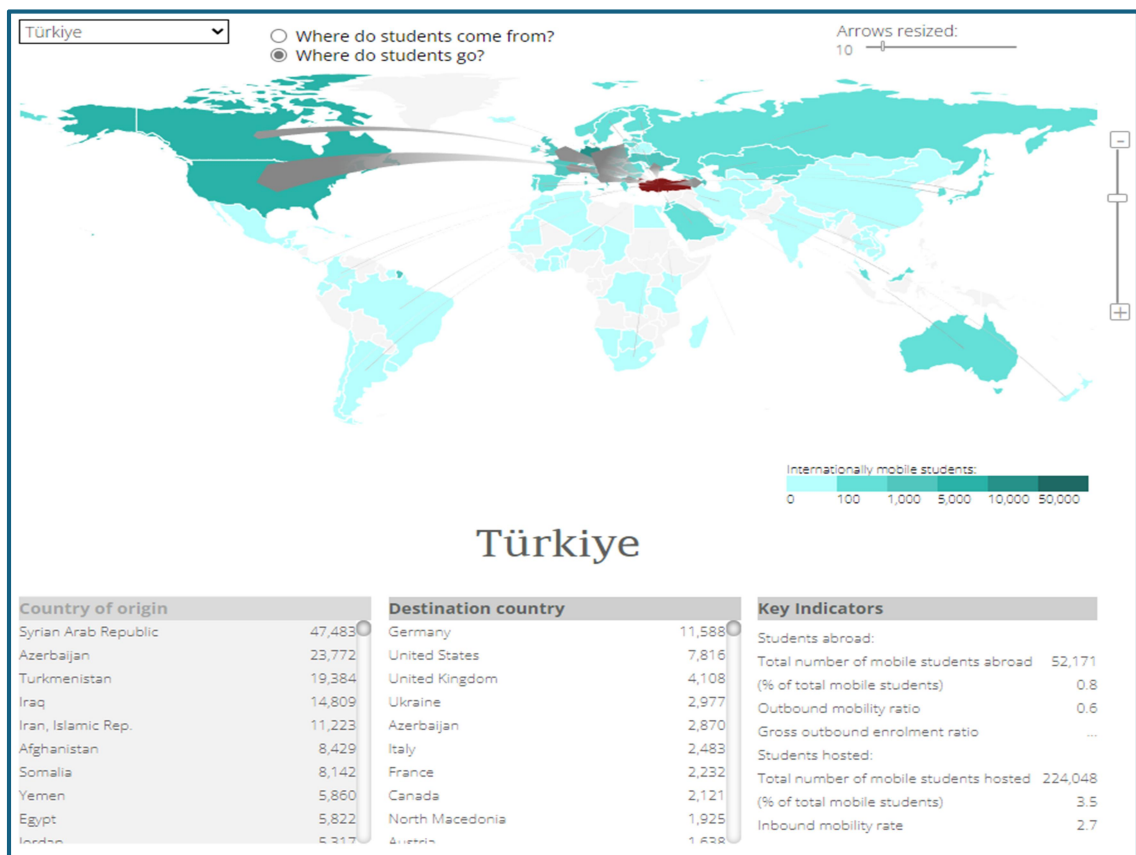 Türkiye
Where do students come from?
Where do students go?
Arrows resized:
10
-
+
Internationally mobile students:
0 100 1,000 5,000 10,000 50,000
Türkiye
Country of origin
Syrian Arab Republic 47,483
Azerbaijan 23,772
Turkmenistan 19,384
Iraq 14,809
Iran, Islamic Rep. 11,223
Afghanistan 8,429
Somalia 8,142
Yemen 5,860
Egypt 5,822
Jordan 5,317
Destination country
Germany 11,588
United States 7,816
United Kingdom 4,108
Ukraine 2,977
Azerbaijan 2,870
Italy 2,483
France 2,232
Canada 2,121
North Macedonia 1,925
Austria 1,638
Key Indicators
Students abroad:
Total number of mobile students abroad 52,171
(% of total mobile students) 0.8
Outbound mobility ratio 0.6
Gross outbound enrolment ratio ...
Students hosted:
Total number of mobile students hosted 224,048
(% of total mobile students) 3.5
Inbound mobility rate 2.7